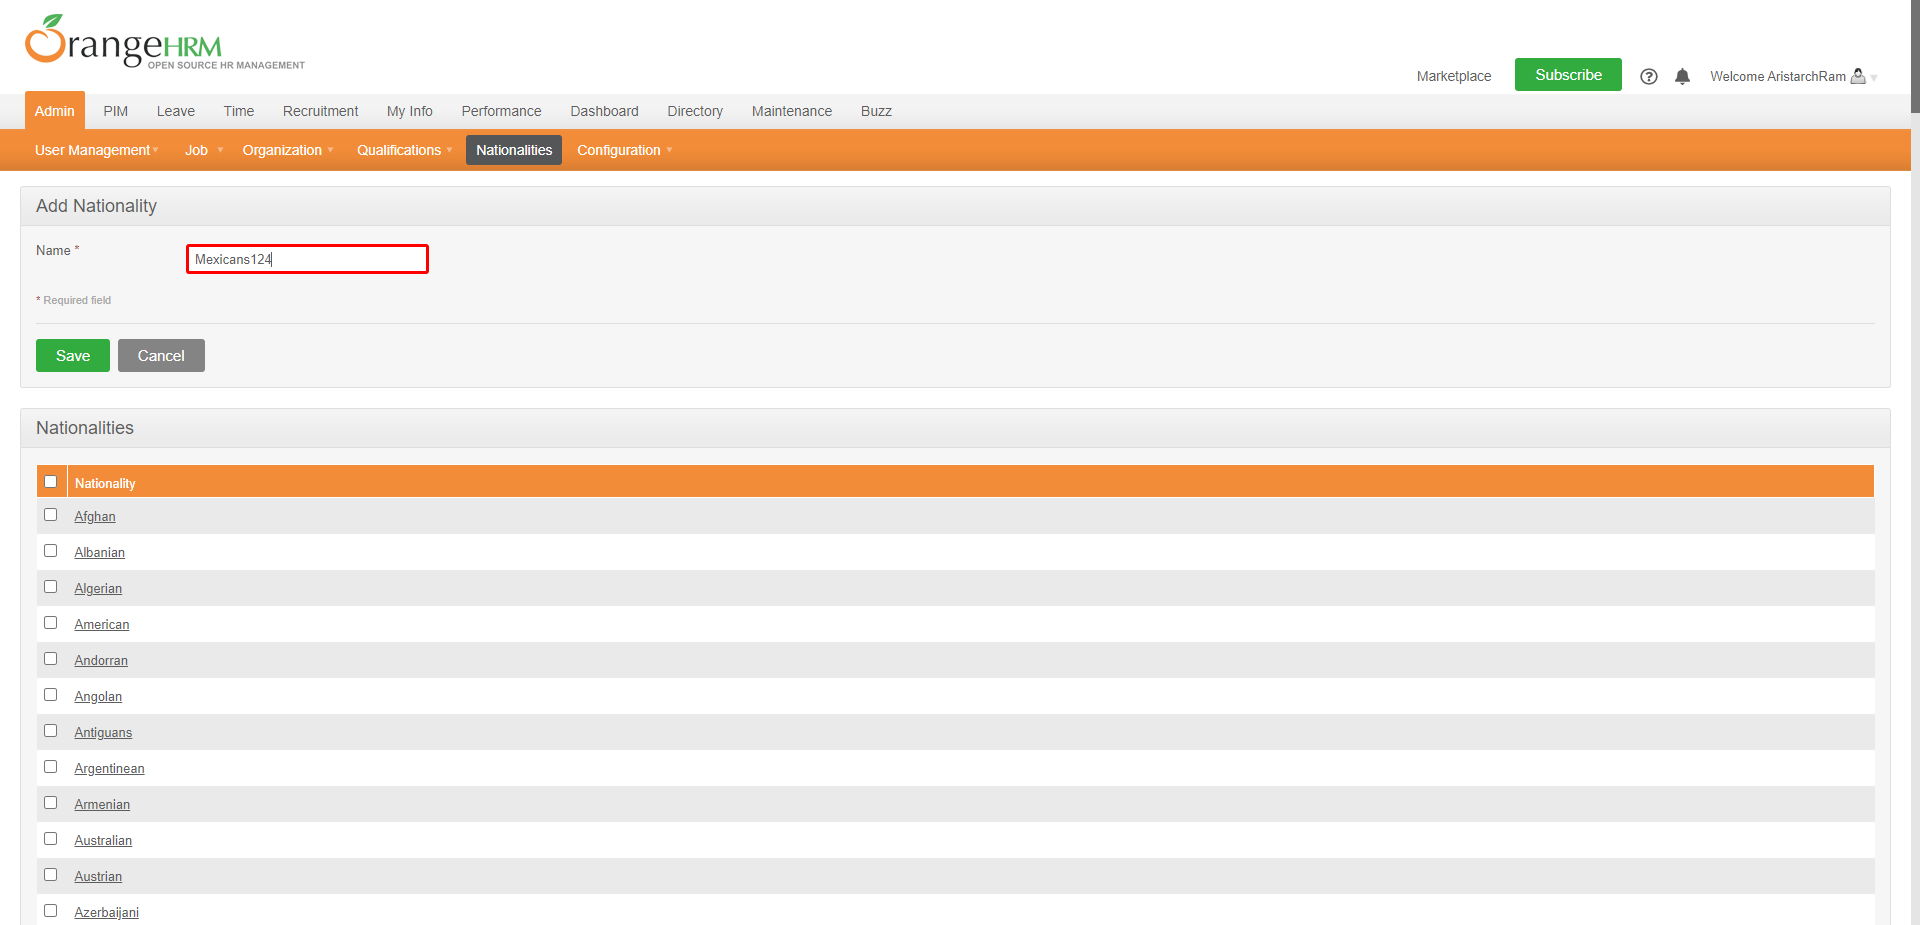 OrangeHRM
OPEN SOURCE HR MANAGEMENT
Marketplace Subscribe Welcome AristarchRam
Admin PIM Leave Time Recruitment My Info Performance Dashboard Directory Maintenance Buzz
User Management Job Organization Qualifications Nationalities Configuration
Add Nationality
Name * Mexicans124
* Required field
Save Cancel
Nationalities
Nationality
Afghan
Albanian
Algerian
American
Andorran
Angolan
Antiguans
Argentinean
Armenian
Australian
Austrian
Azerbaijani